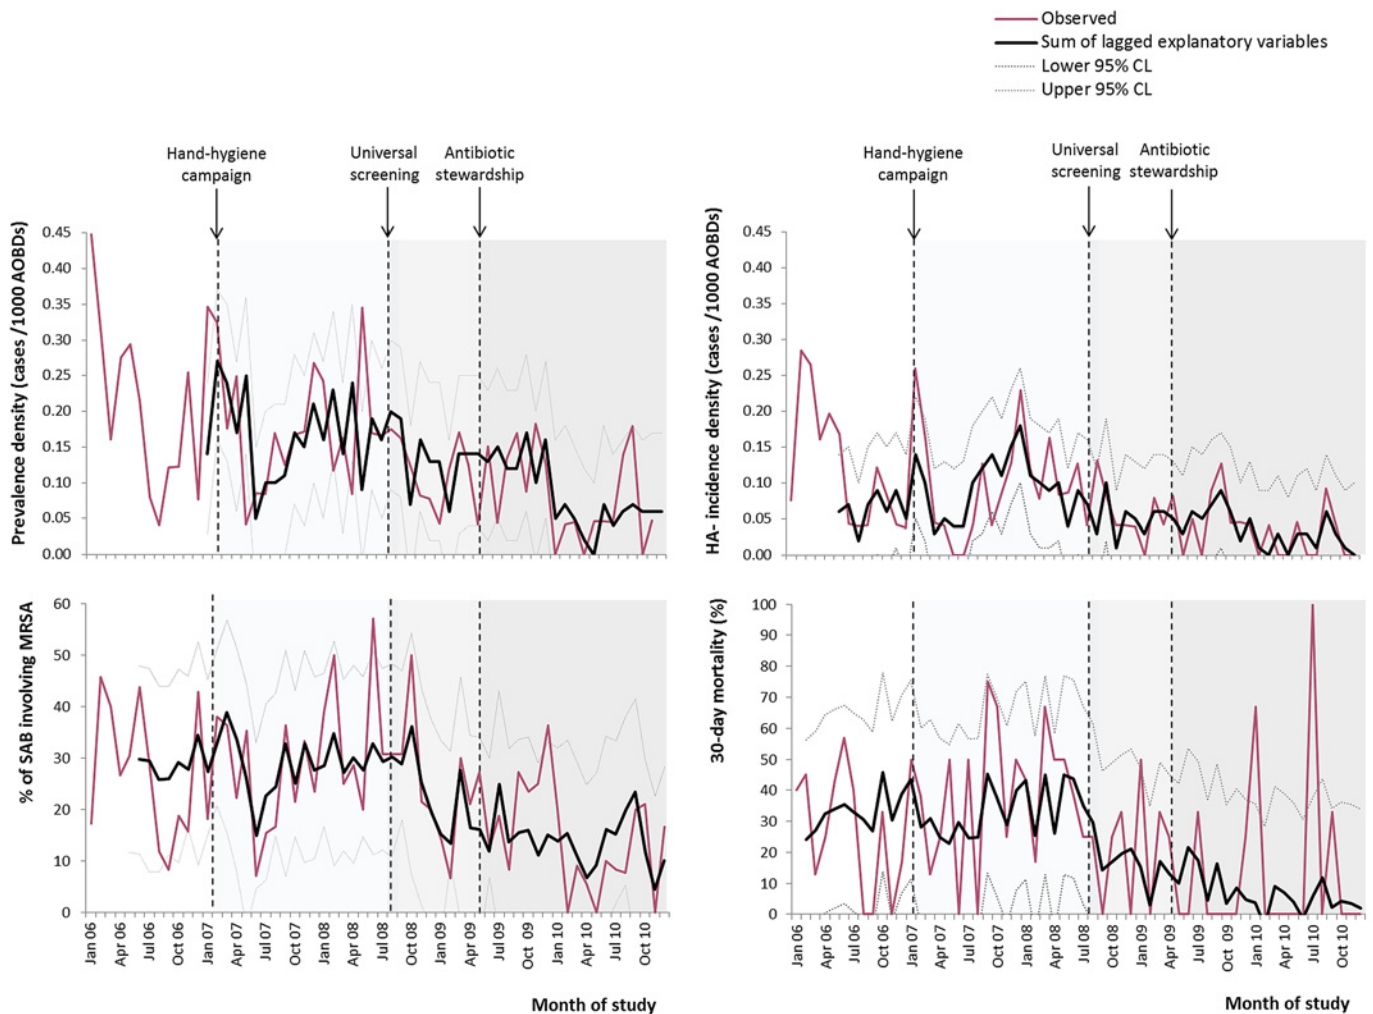 Observed
Sum of lagged explanatory variables
Lower 95% CL
Upper 95% CL
Hand-hygiene
campaign
Universal
screening
Antibiotic
stewardship
Prevalence density (cases /1000 AOBDs)
0.45
0.40
0.35
0.30
0.25
0.20
0.15
0.10
0.05
0.00
Hand-hygiene
campaign
Universal
screening
Antibiotic
stewardship
HA- incidence density (cases /1000 AOBDs)
0.45
0.40
0.35
0.30
0.25
0.20
0.15
0.10
0.05
0.00
% of SAB involving MRSA
60
50
40
30
20
10
0
Jan 06
Apr 06
Jul 06
Oct 06
Jan 07
Apr 07
Jul 07
Oct 07
Jan 08
Apr 08
Jul 08
Oct 08
Jan 09
Apr 09
Jul 09
Oct 09
Jan 10
Apr 10
Jul 10
Oct 10
Month of study
30-day mortality (%)
100
90
80
70
60
50
40
30
20
10
0
Jan 06
Apr 06
Jul 06
Oct 06
Jan 07
Apr 07
Jul 07
Oct 07
Jan 08
Apr 08
Jul 08
Oct 08
Jan 09
Apr 09
Jul 09
Oct 09
Jan 10
Apr 10
Jul 10
Oct 10
Month of study